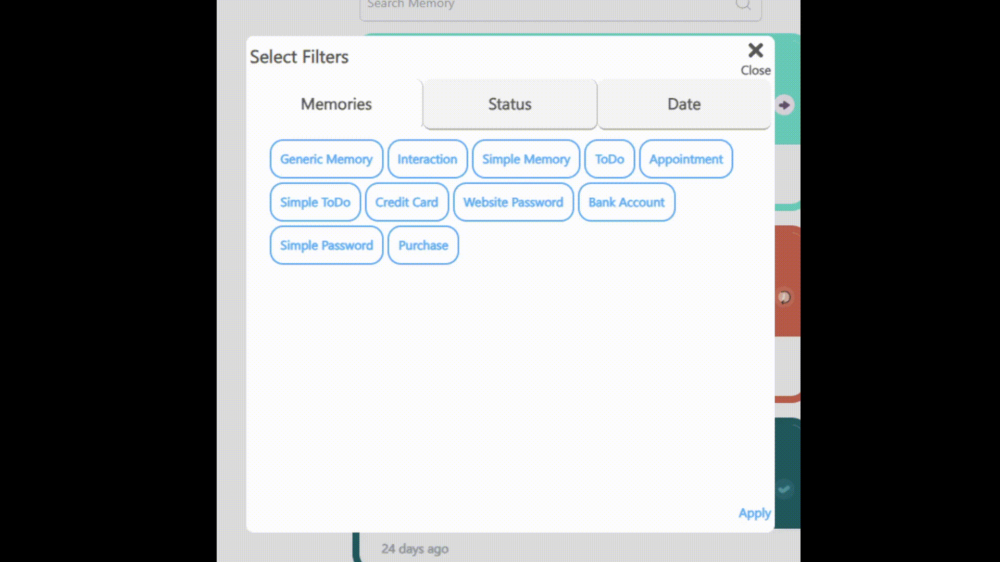 Search Memory
Select Filters
Close
Memories Status Date
Generic Memory Interaction Simple Memory ToDo Appointment
Simple ToDo Credit Card Website Password Bank Account
Simple Password Purchase
Apply
24 days ago